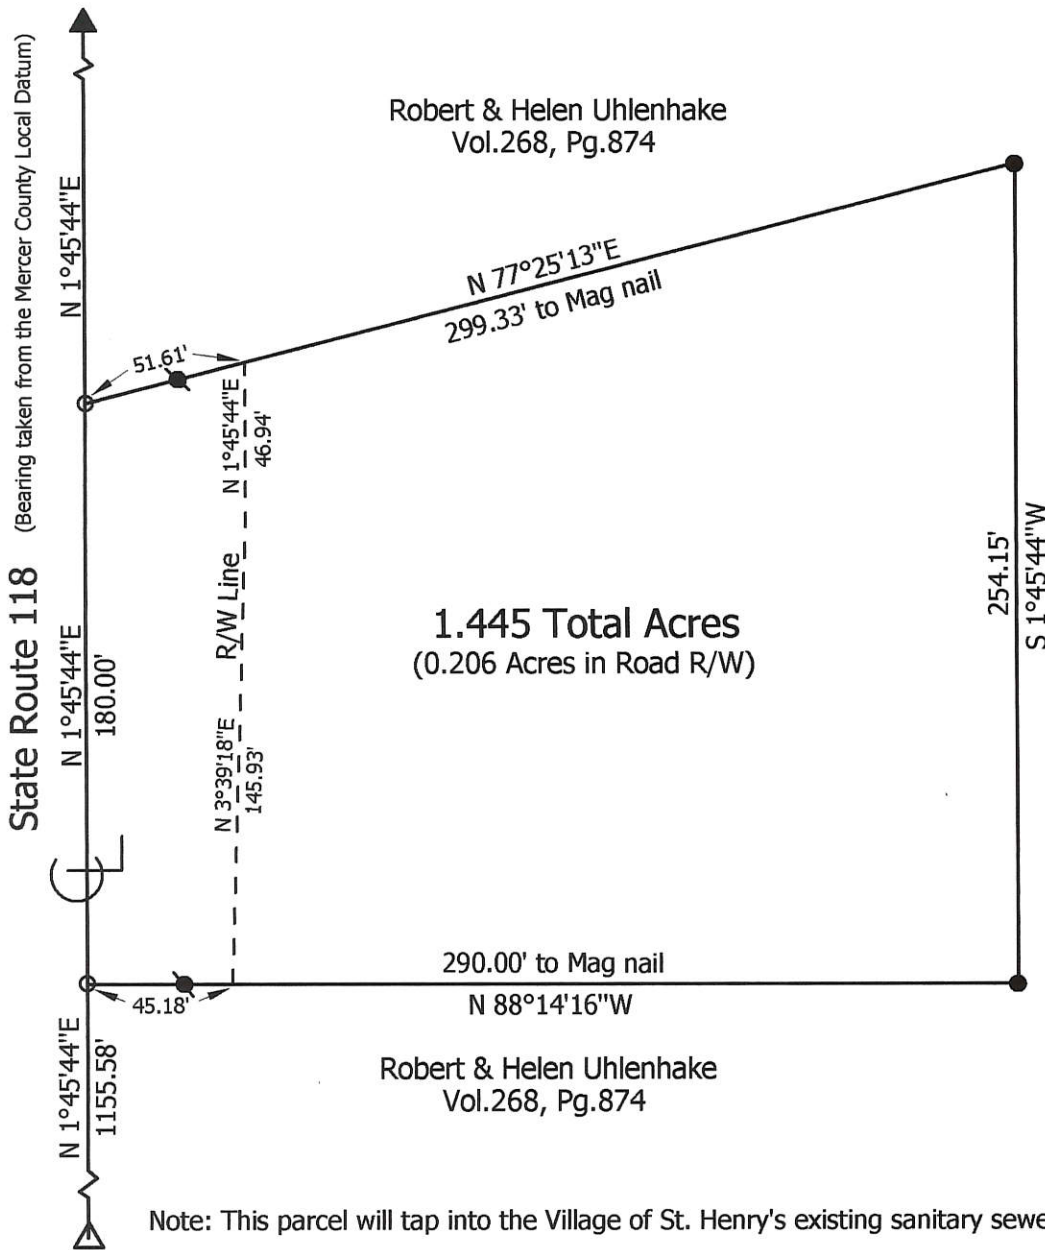 (Bearing taken from the Mercer County Local Datum)
N 1°45'44"E
Robert & Helen Uhlenhake
Vol.268, Pg.874
N 77°25'13"E
299.33' to Mag nail
51.61'
N 1°45'44"E
46.94'
State Route 118
N 1°45'44"E
180.00'
R/W Line
N 3°39'18"E
145.93'
1.445 Total Acres
(0.206 Acres in Road R/W)
254.15'
S 1°45'44"W
290.00' to Mag nail
N 88°14'16"W
45.18'
N 1°45'44"E
1155.58'
Robert & Helen Uhlenhake
Vol.268, Pg.874
Note: This parcel will tap into the Village of St. Henry's existing sanitary sewe